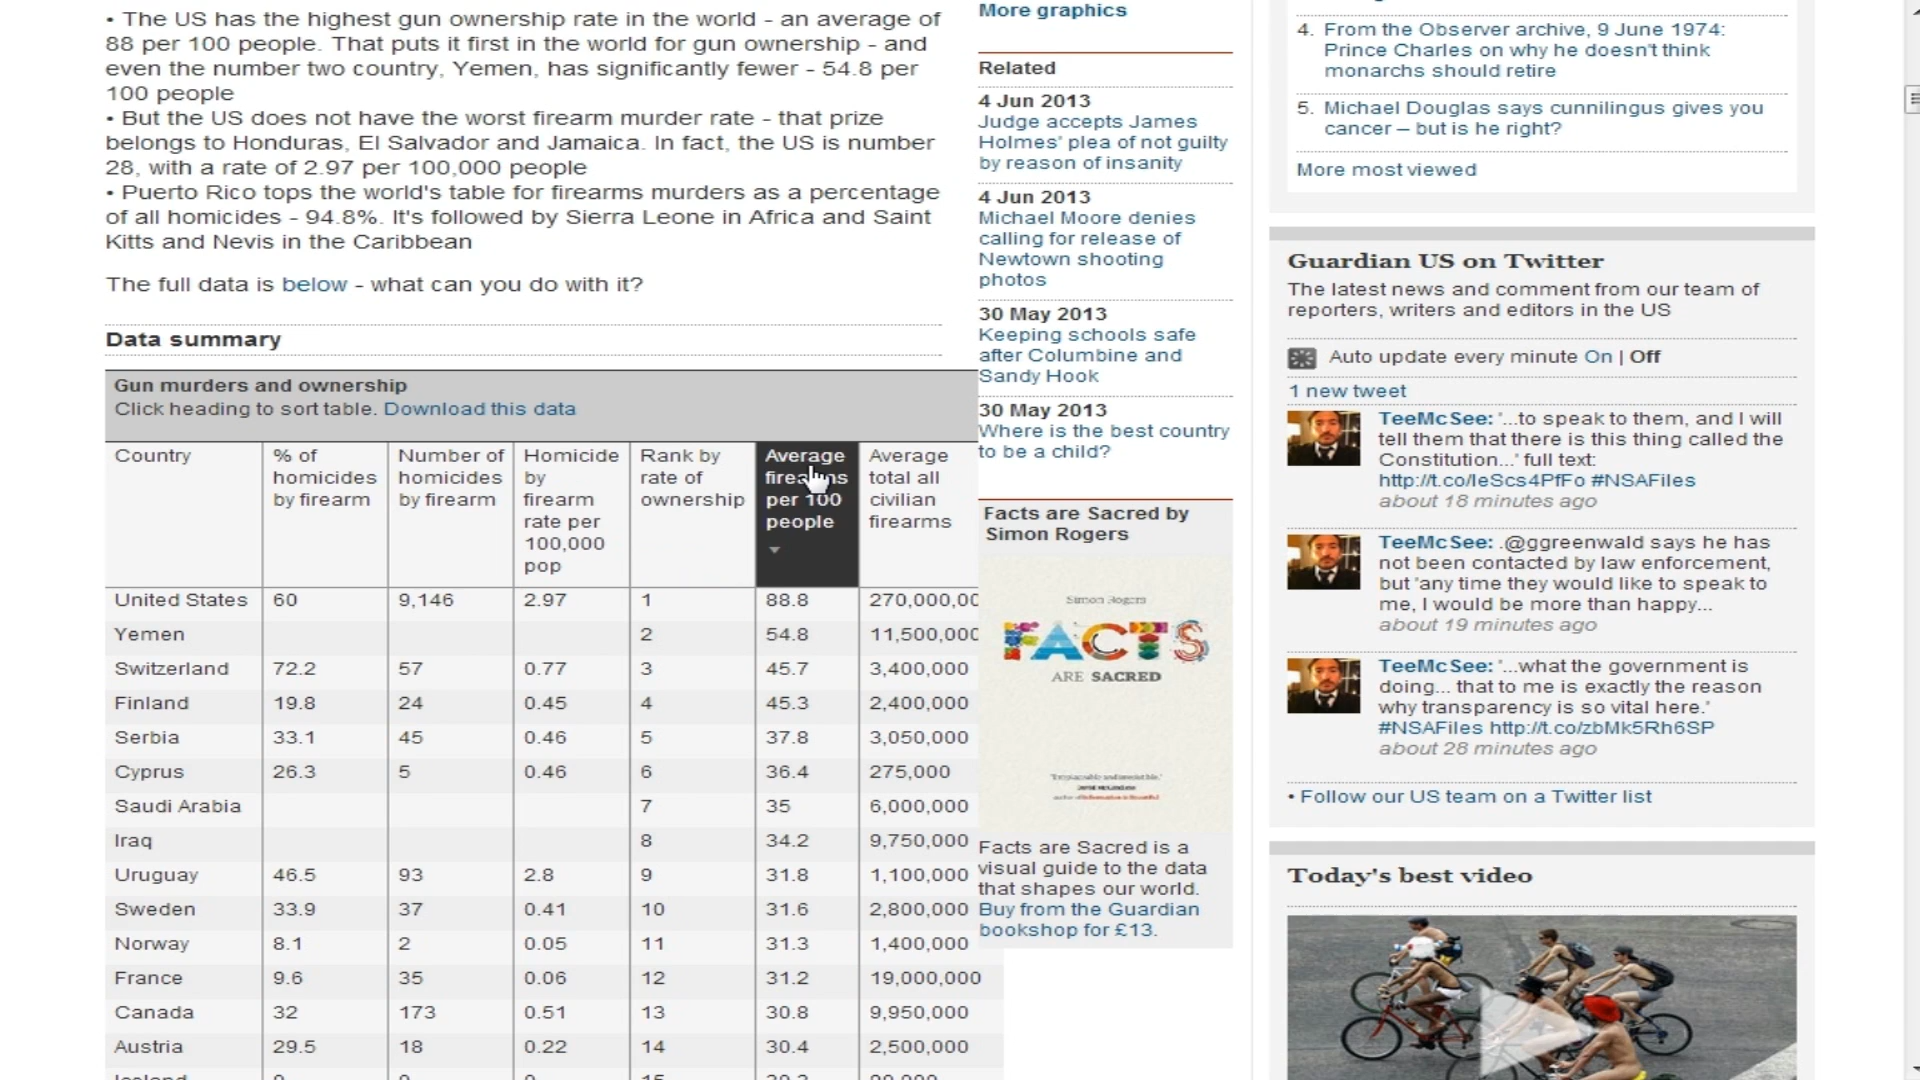 • The US has the highest gun ownership rate in the world - an average of
88 per 100 people. That puts it first in the world for gun ownership - and
even the number two country, Yemen, has significantly fewer - 54.8 per
100 people
• But the US does not have the worst firearm murder rate - that prize
belongs to Honduras, El Salvador and Jamaica. In fact, the US is number
28, with a rate of 2.97 per 100,000 people
• Puerto Rico tops the world's table for firearms murders as a percentage
of all homicides - 94.8%. It's followed by Sierra Leone in Africa and Saint
Kitts and Nevis in the Caribbean
The full data is below - what can you do with it?
Data summary
Gun murders and ownership
Click heading to sort table. Download this data
Country
% of
homicides
by firearm
Number of
homicides
by firearm
Homicide
by
firearm
rate per
100,000
pop
Rank by
rate of
ownership
Average
firearms
per 100
people
Average
total all
civilian
firearms
United States 60 9,146 2.97 1 88.8 270,000,00
Yemen 2 54.8 11,500,000
Switzerland 72.2 57 0.77 3 45.7 3,400,000
Finland 19.8 24 0.45 4 45.3 2,400,000
Serbia 33.1 45 0.46 5 37.8 3,050,000
Cyprus 26.3 5 0.46 6 36.4 275,000
Saudi Arabia 7 35 6,000,000
Iraq 8 34.2 9,750,000
Uruguay 46.5 93 2.8 9 31.8 1,100,000
Sweden 33.9 37 0.41 10 31.6 2,800,000
Norway 8.1 2 0.05 11 31.3 1,400,000
France 9.6 35 0.06 12 31.2 19,000,000
Canada 32 173 0.51 13 30.8 9,950,000
Austria 29.5 18 0.22 14 30.4 2,500,000
More graphics
Related
4 Jun 2013
Judge accepts James
Holmes' plea of not guilty
by reason of insanity
4 Jun 2013
Michael Moore denies
calling for release of
Newtown shooting
photos
30 May 2013
Keeping schools safe
after Columbine and
Sandy Hook
30 May 2013
Where is the best country
to be a child?
Facts are Sacred by
Simon Rogers
Simon Rogers
FACTS
ARE SACRED
Facts are Sacred is a
visual guide to the data
that shapes our world.
Buy from the Guardian
bookshop for £13.
4. From the Observer archive, 9 June 1974:
Prince Charles on why he doesn't think
monarchs should retire
5. Michael Douglas says cunnilingus gives you
cancer – but is he right?
More most viewed
Guardian US on Twitter
The latest news and comment from our team of
reporters, writers and editors in the US
Auto update every minute On | Off
1 new tweet
TeeMcSee: '...to speak to them, and I will
tell them that there is this thing called the
Constitution...' full text:
http://t.co/IeScs4PfFo #NSAFiles
about 18 minutes ago
TeeMcSee: .@ggreenwald says he has
not been contacted by law enforcement,
but 'any time they would like to speak to
me, I would be more than happy...
about 19 minutes ago
TeeMcSee: '...what the government is
doing... that to me is exactly the reason
why transparency is so vital here.'
#NSAFiles http://t.co/zbMk5Rh6SP
about 28 minutes ago
• Follow our US team on a Twitter list
Today's best video